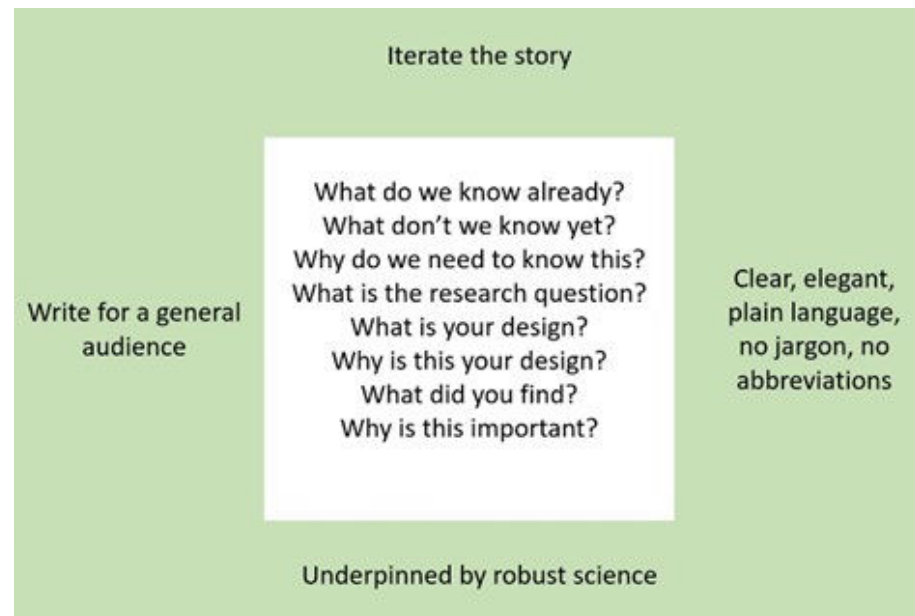 Iterate the story
What do we know already?
What don't we know yet?
Why do we need to know this?
What is the research question?
What is your design?
Why is this your design?
What did you find?
Why is this important?
Write for a general
audience
Clear, elegant,
plain language,
no jargon, no
abbreviations
Underpinned by robust science